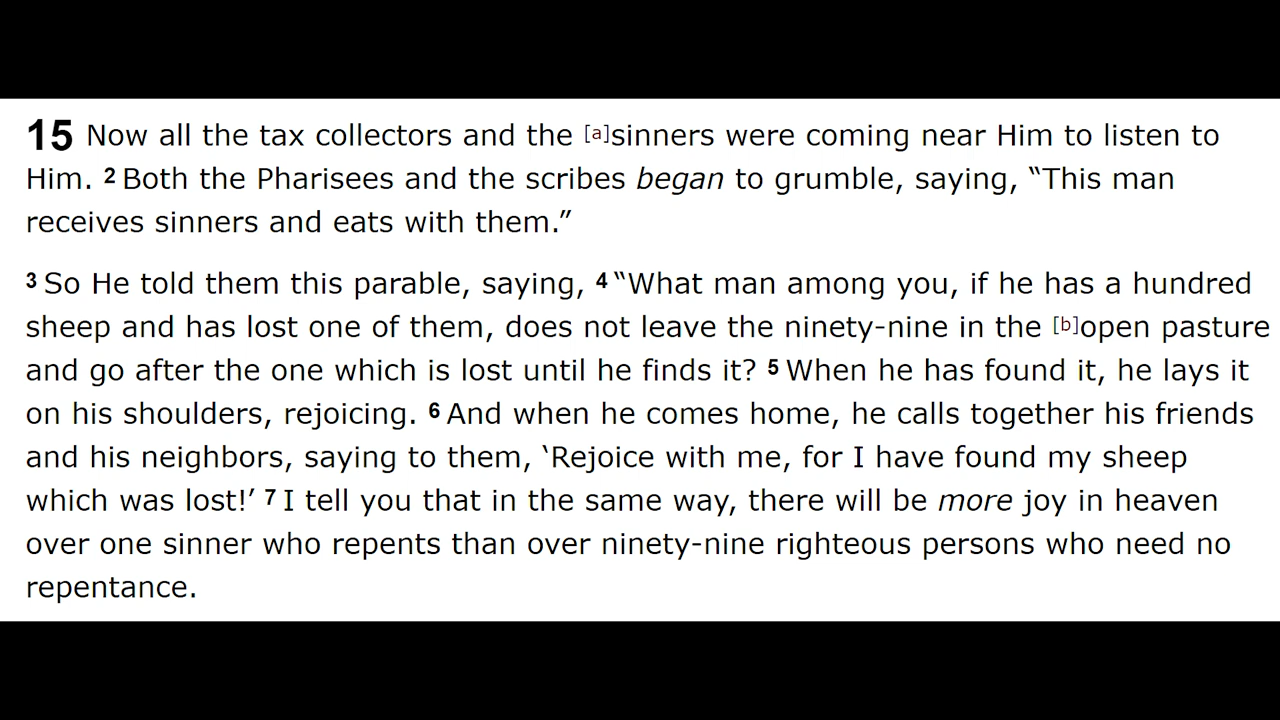 15 Now all the tax collectors and the [a]sinners were coming near Him to listen to
Him. 2 Both the Pharisees and the scribes began to grumble, saying, “This man
receives sinners and eats with them.”
3 So He told them this parable, saying, 4 “What man among you, if he has a hundred
sheep and has lost one of them, does not leave the ninety-nine in the [b]open pasture
and go after the one which is lost until he finds it? 5 When he has found it, he lays it
on his shoulders, rejoicing. 6 And when he comes home, he calls together his friends
and his neighbors, saying to them, ‘Rejoice with me, for I have found my sheep
which was lost!’ 7 I tell you that in the same way, there will be more joy in heaven
over one sinner who repents than over ninety-nine righteous persons who need no
repentance.